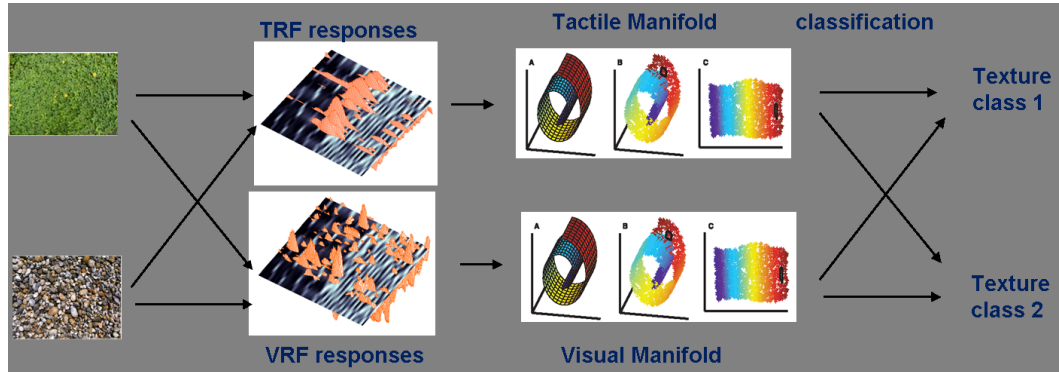 TRF responses
Tactile Manifold
classification
A
B
C
Texture
class 1
A
B
C
Texture
class 2
VRF responses
Visual Manifold